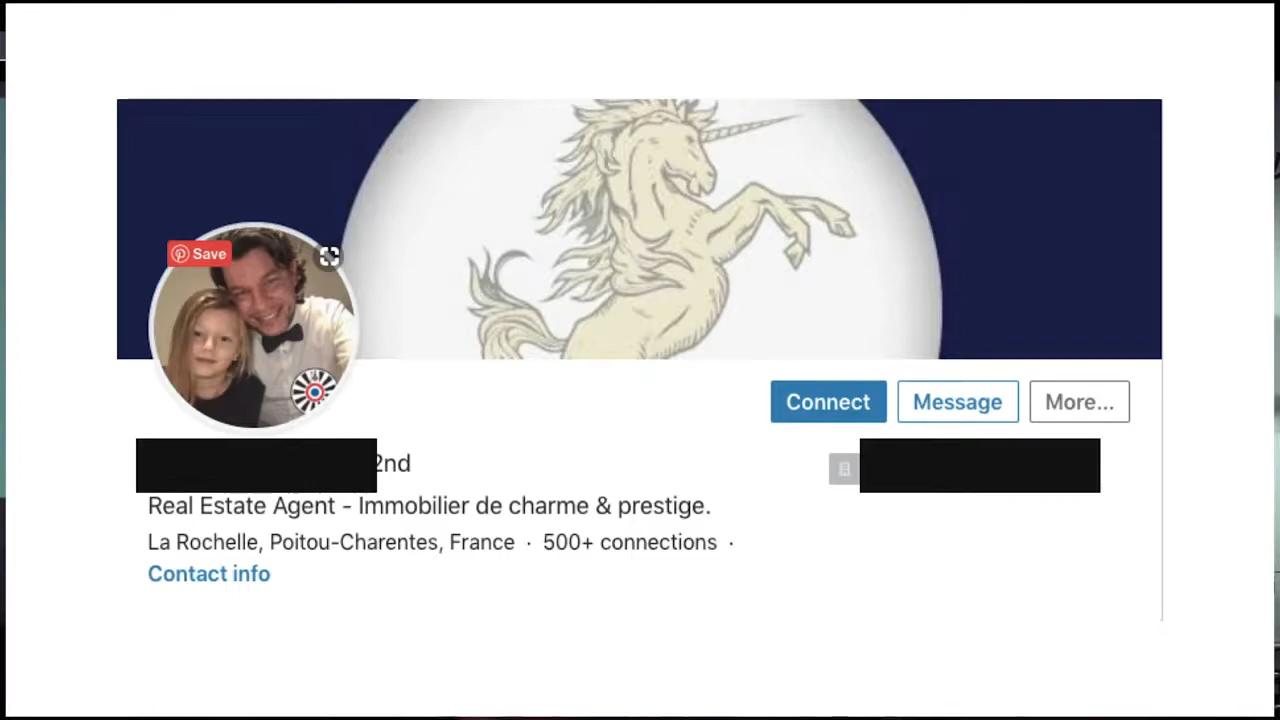 Save
Connect
Message
More...
2nd
Real Estate Agent - Immobilier de charme & prestige.
La Rochelle, Poitou-Charentes, France · 500+ connections ·
Contact info